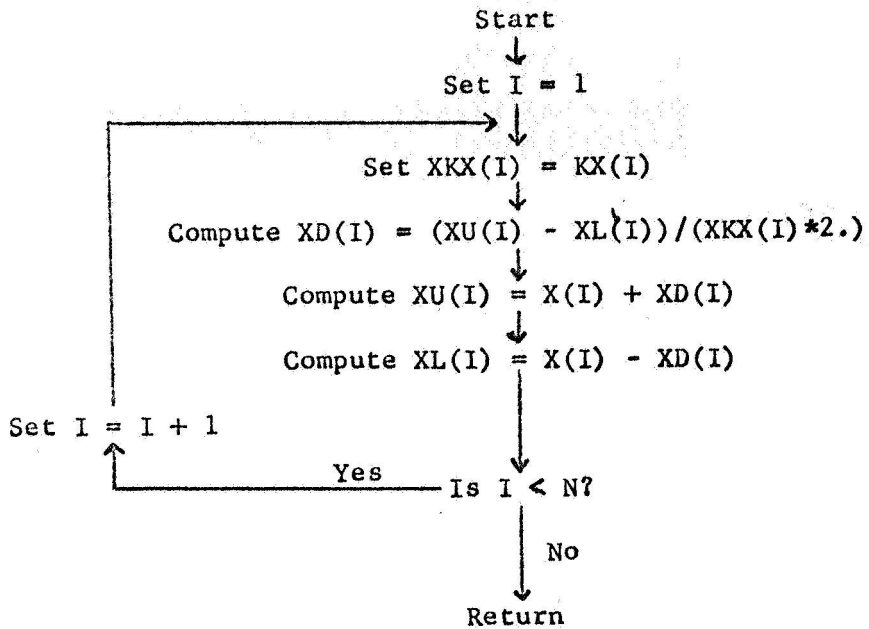 Start
Set I = 1
Set XKX(I) = KX(I)
Compute XD(I) = (XU(I) - XL(I))/(XKX(I)*2.)
Compute XU(I) = X(I) + XD(I)
Compute XL(I) = X(I) - XD(I)
Set I = I + 1
Yes
Is I < N?
No
Return